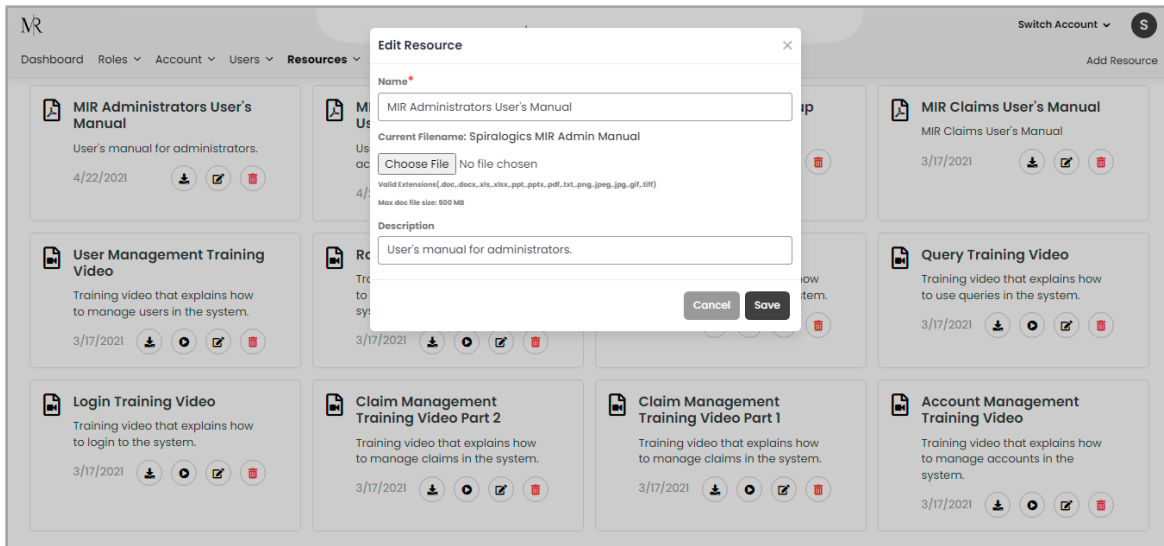 MR
Switch Account
S
Dashboard Roles Account Users Resources
Add Resource
Edit Resource
Name*
MIR Administrators User's Manual
Current Filename: Spiralogics MIR Admin Manual
Choose File No file chosen
Valid Extensions(.doc,.docx,.xls,.xlsx,.ppt,.pptx,.pdf,.txt,.png,.jpeg,.jpg,.gif,.tiff)
Max doc file size: 500 MB
Description
User's manual for administrators.
Cancel Save
MIR Administrators User's
Manual
User's manual for administrators.
4/22/2021
MIR Claims User's Manual
MIR Claims User's Manual
3/17/2021
User Management Training
Video
Training video that explains how
to manage users in the system.
3/17/2021
3/17/2021
Query Training Video
Training video that explains how
to use queries in the system.
3/17/2021
Login Training Video
Training video that explains how
to login to the system.
3/17/2021
Claim Management
Training Video Part 2
Training video that explains how
to manage claims in the system.
3/17/2021
Claim Management
Training Video Part 1
Training video that explains how
to manage claims in the system.
3/17/2021
Account Management
Training Video
Training video that explains how
to manage accounts in the
system.
3/17/2021